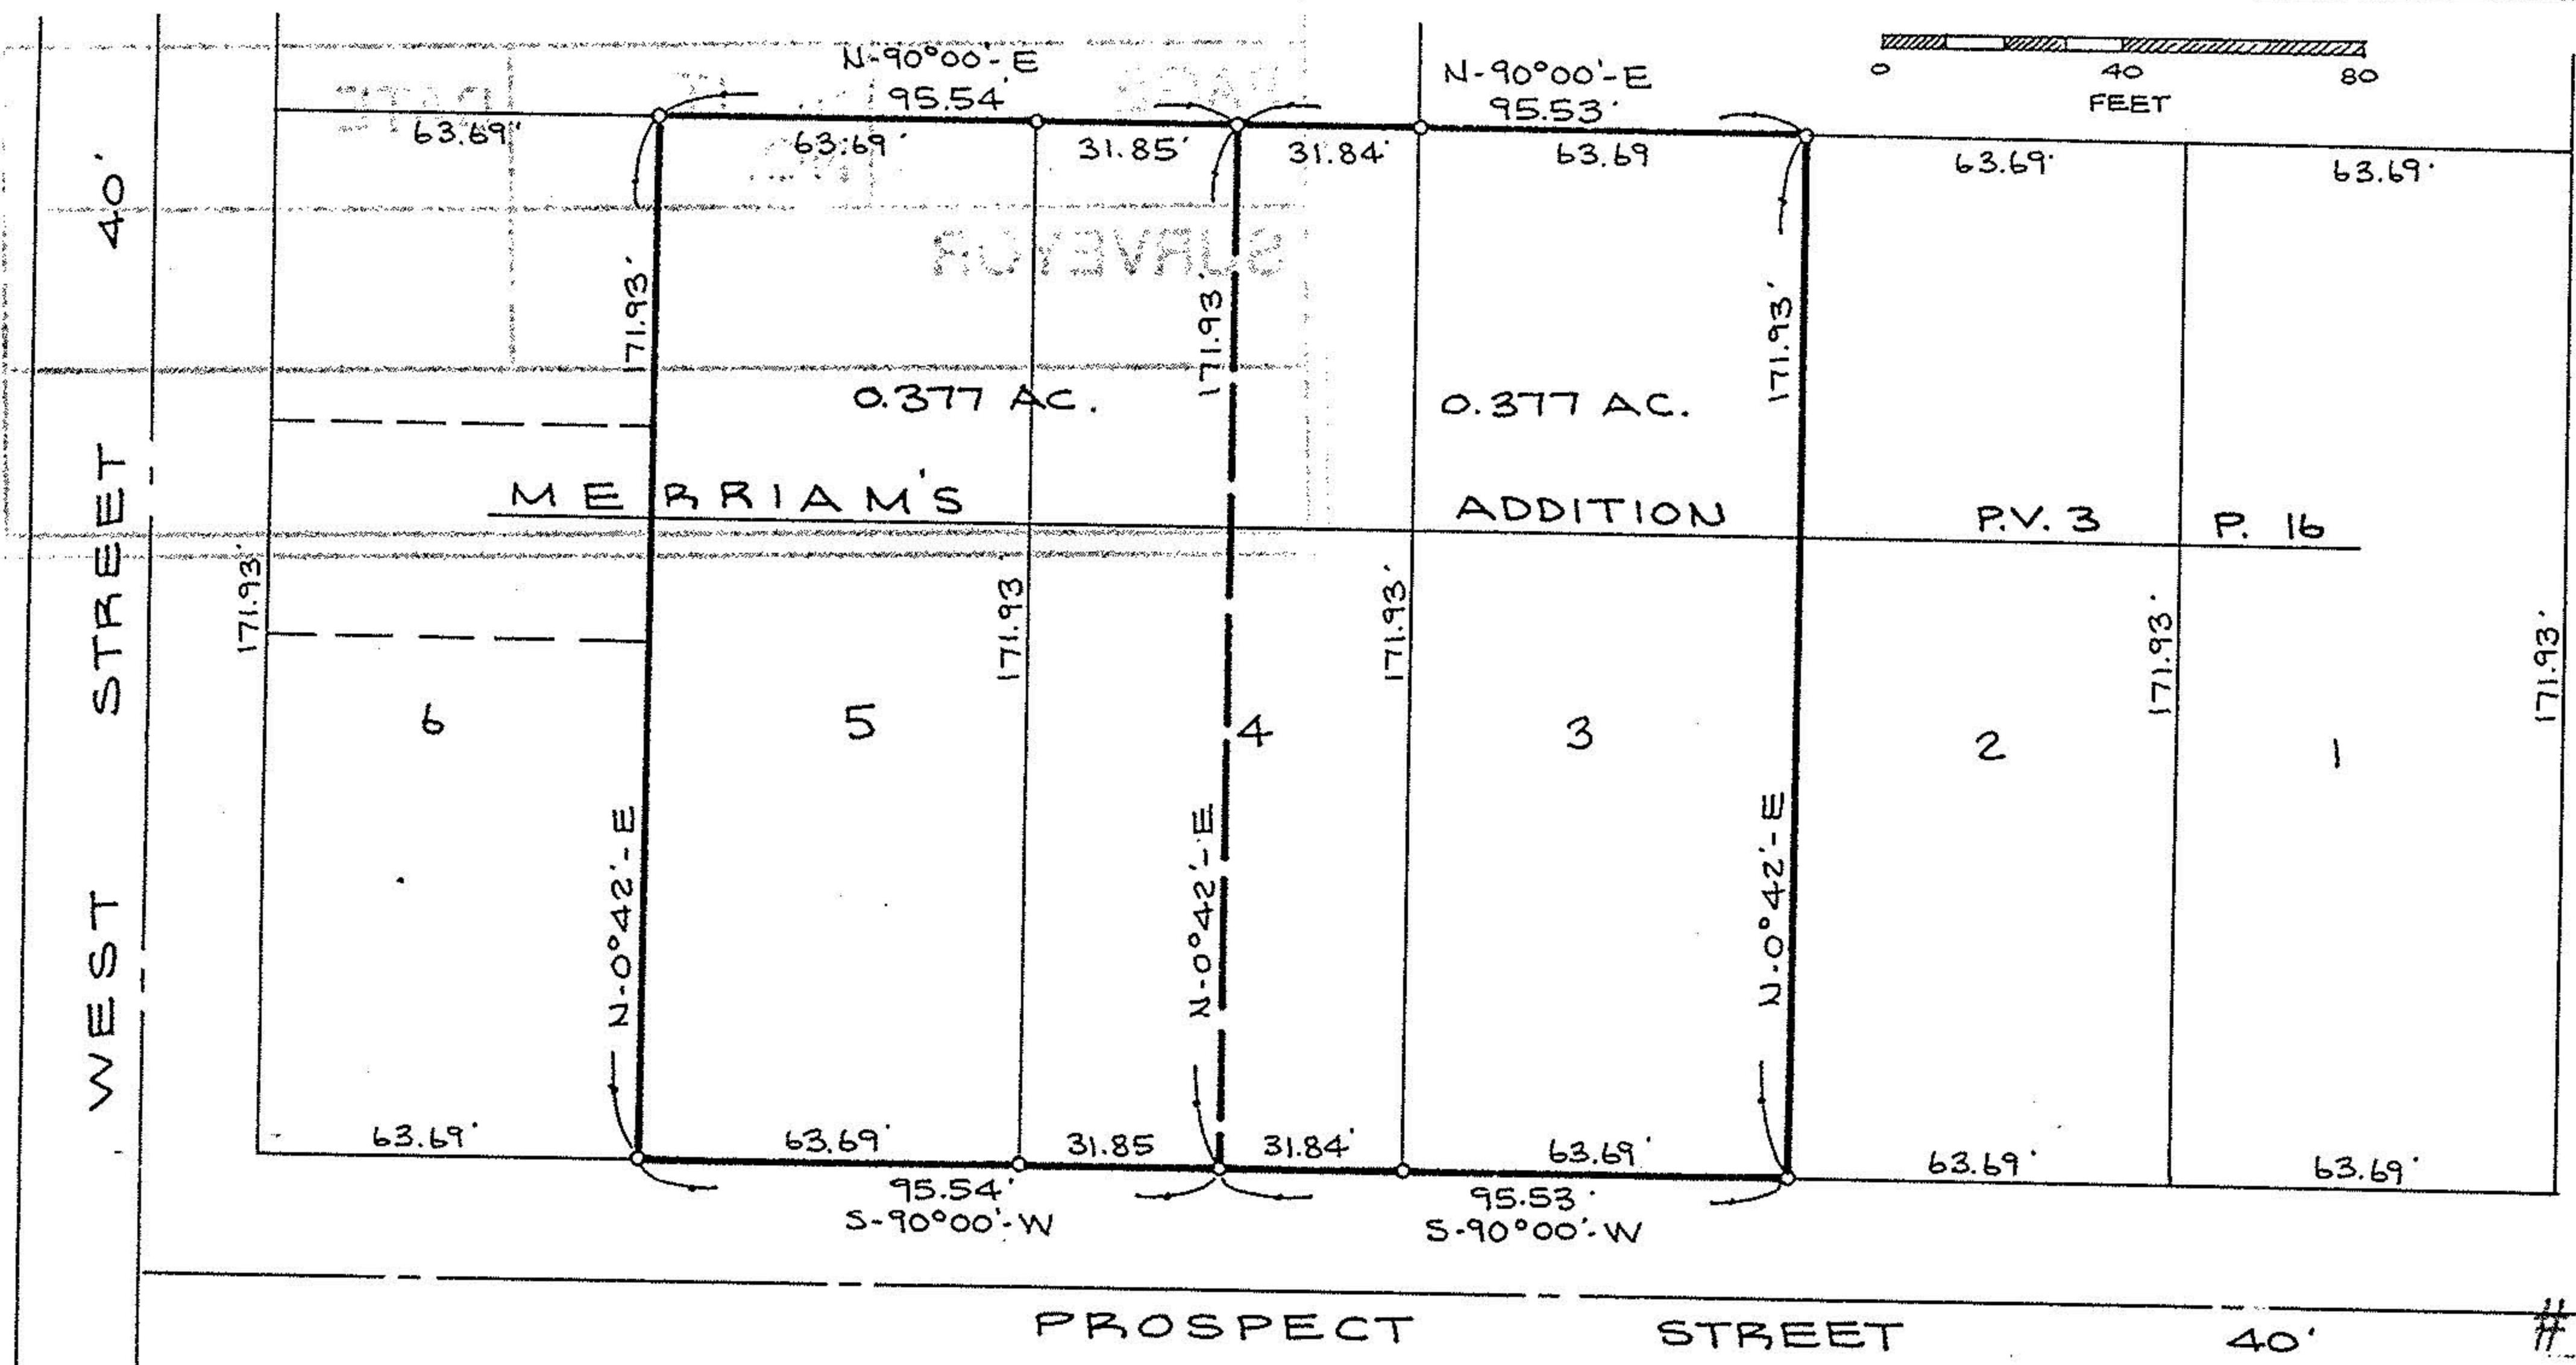 N-90°00'-E
95.54'
N-90°00'-E
95.53'
0 40 80
FEET
63.69"
63.69'
31.85'
31.84'
63.69
63.69'
63.69'
DATE
PAGE
NO.
SURVEYOR
40'
171.93'
171.93'
171.93'
0.377 AC.
0.377 AC.
MERRIAM'S ADDITION P.V. 3 P. 16
WEST STREET
171.93'
171.93'
171.93'
171.93'
171.93'
6 5 4 3 2 1
N-0°42'-E
N-0°42'-E
N-0°42'-E
63.69'
63.69'
31.85
31.84'
63.69'
63.69'
63.69'
95.54'
S-90°00'-W
95.53'
S-90°00'-W
PROSPECT STREET 40'
#